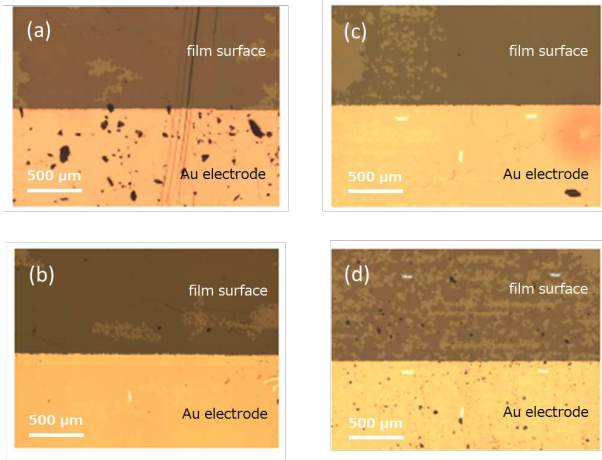 (a)
film surface
Au electrode
500 µm
(c)
film surface
Au electrode
500 µm
(b)
film surface
Au electrode
500 µm
(d)
film surface
Au electrode
500 µm